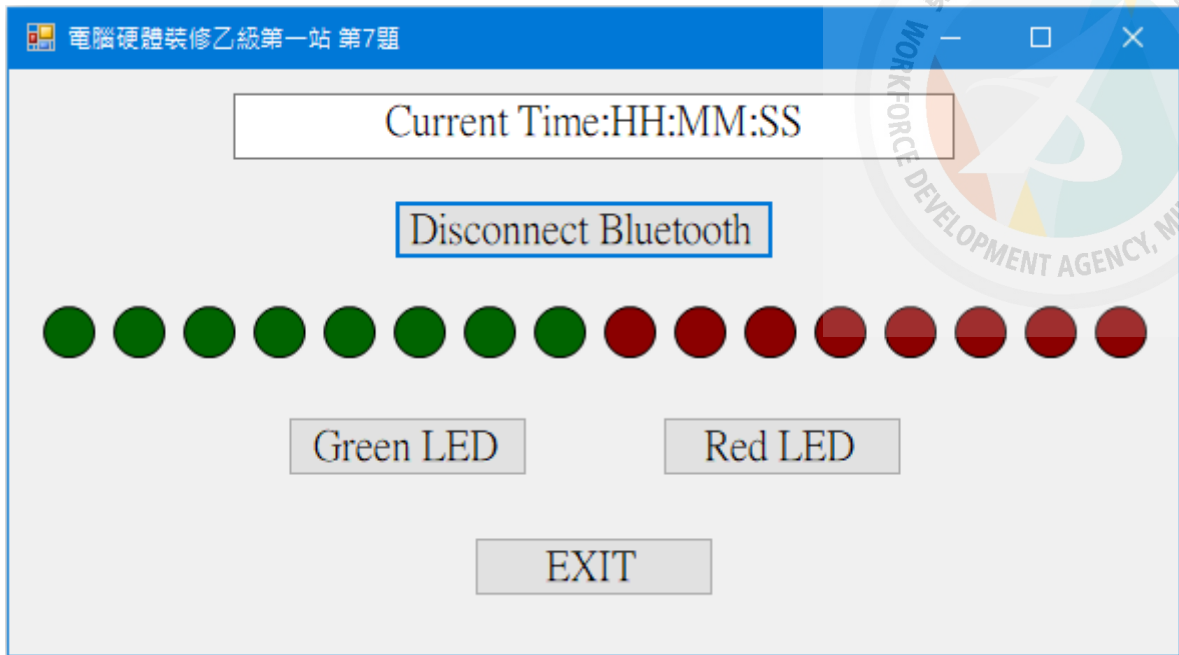 電腦硬體裝修乙級第一站 第7題
Current Time:HH:MM:SS
Disconnect Bluetooth
Green LED
Red LED
EXIT
WORKFORCE DEVELOPMENT AGENCY,